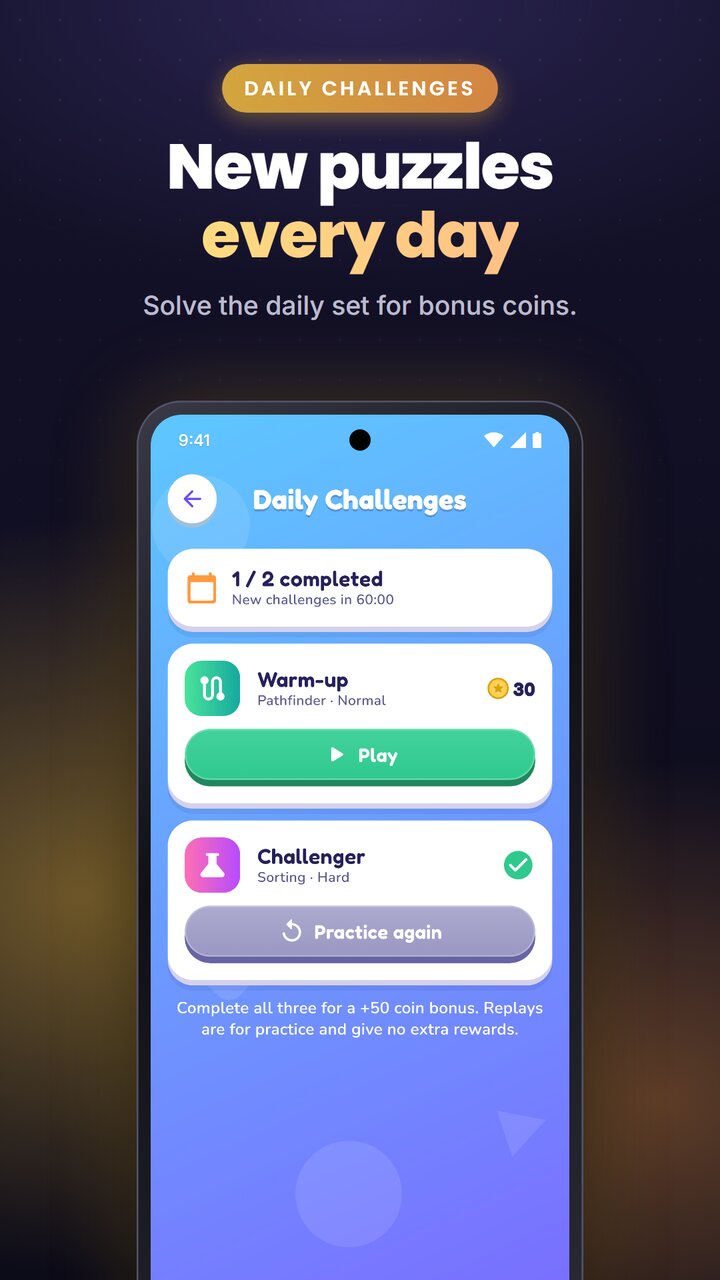 DAILY CHALLENGES
New puzzles
every day
Solve the daily set for bonus coins.
9:41
Daily Challenges
1 / 2 completed
New challenges in 60:00
Warm-up
Pathfinder · Normal
30
Play
Challenger
Sorting · Hard
Practice again
Complete all three for a +50 coin bonus. Replays
are for practice and give no extra rewards.